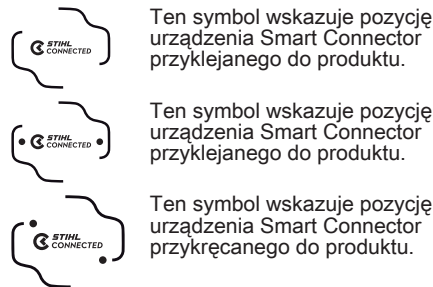 Ten symbol wskazuje pozycję
urządzenia Smart Connector
przyklejanego do produktu.
STIHL
CONNECTED
Ten symbol wskazuje pozycję
urządzenia Smart Connector
przyklejanego do produktu.
STIHL
CONNECTED
Ten symbol wskazuje pozycję
urządzenia Smart Connector
przykręcanego do produktu.
STIHL
CONNECTED